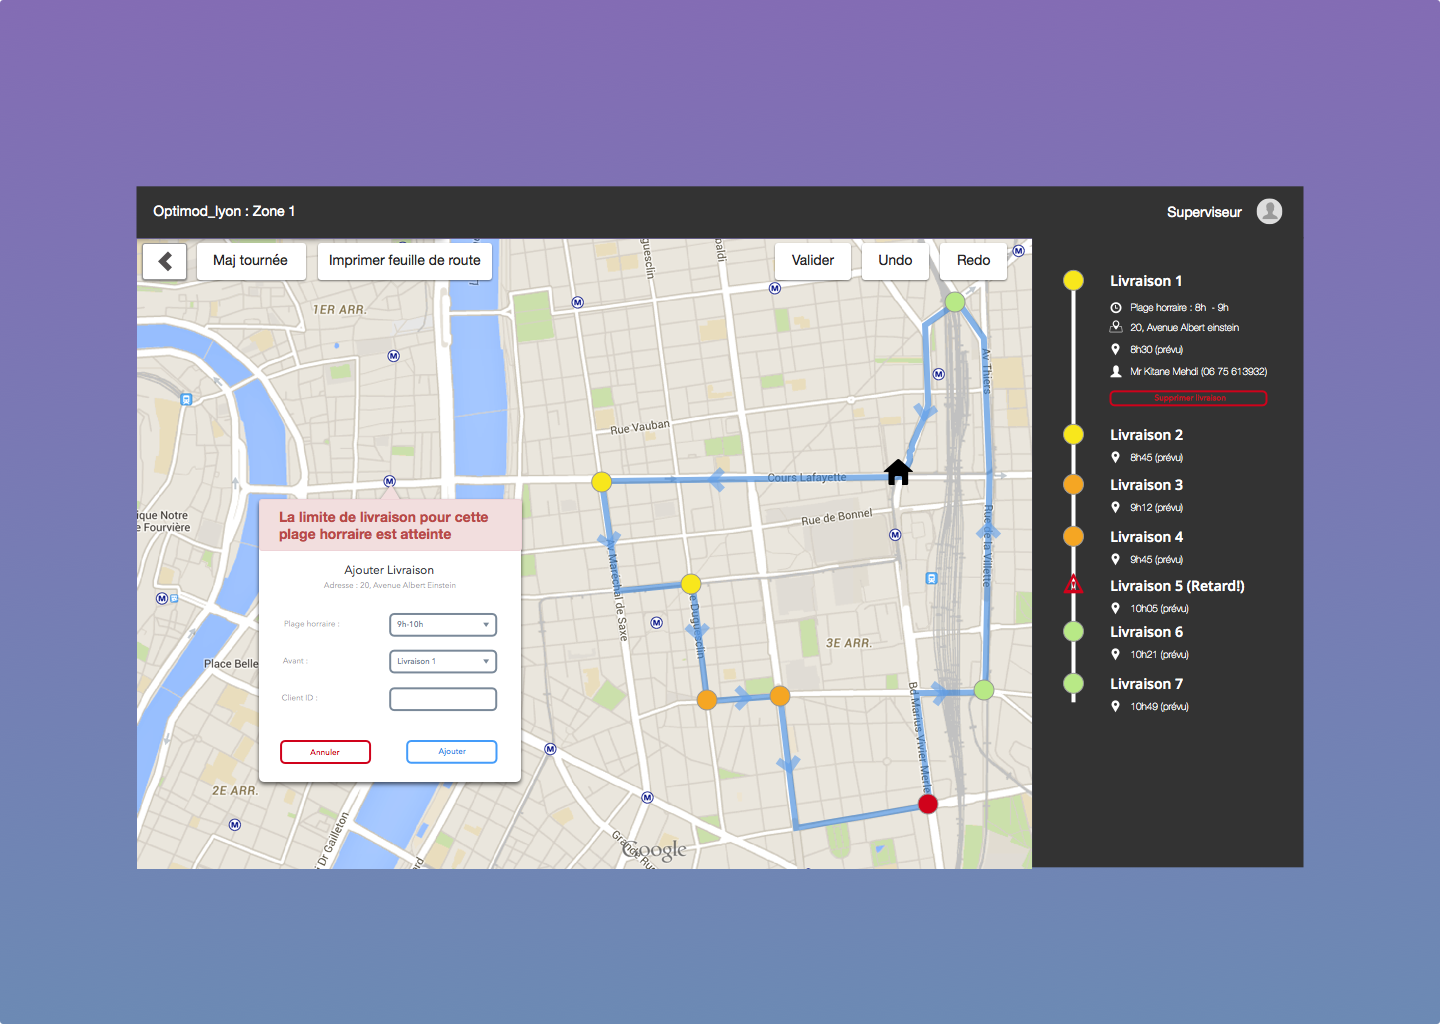 Optimod_lyon : Zone 1
Superviseur
Maj tournée
Imprimer feuille de route
Valider
Undo
Redo
1ER ARR.
Rue Vauban
Cours Lafayette
Rue de Bonnel
Av Thiers
Rue de la Villette
Av. Maréchal de Saxe
e Duguesclin
uguesclin
paldi
3E ARR.
Bd Marius Vivier Merle
ique Notre
e Fourvière
Place Belle
2E ARR.
Dr Gailleton
Grande Rue
Google
La limite de livraison pour cette
plage horraire est atteinte
Ajouter Livraison
Adresse : 20, Avenue Albert Einstein
Plage horraire :
9h-10h
Avant :
Livraison 1
Client ID :
Annuler
Ajouter
Livraison 1
Plage horraire : 8h - 9h
20, Avenue Albert einstein
8h30 (prévu)
Mr Kitane Mehdi (06 75 613932)
Supprimer livraison
Livraison 2
8h45 (prévu)
Livraison 3
9h12 (prévu)
Livraison 4
9h45 (prévu)
Livraison 5 (Retard!)
10h05 (prévu)
Livraison 6
10h21 (prévu)
Livraison 7
10h49 (prévu)